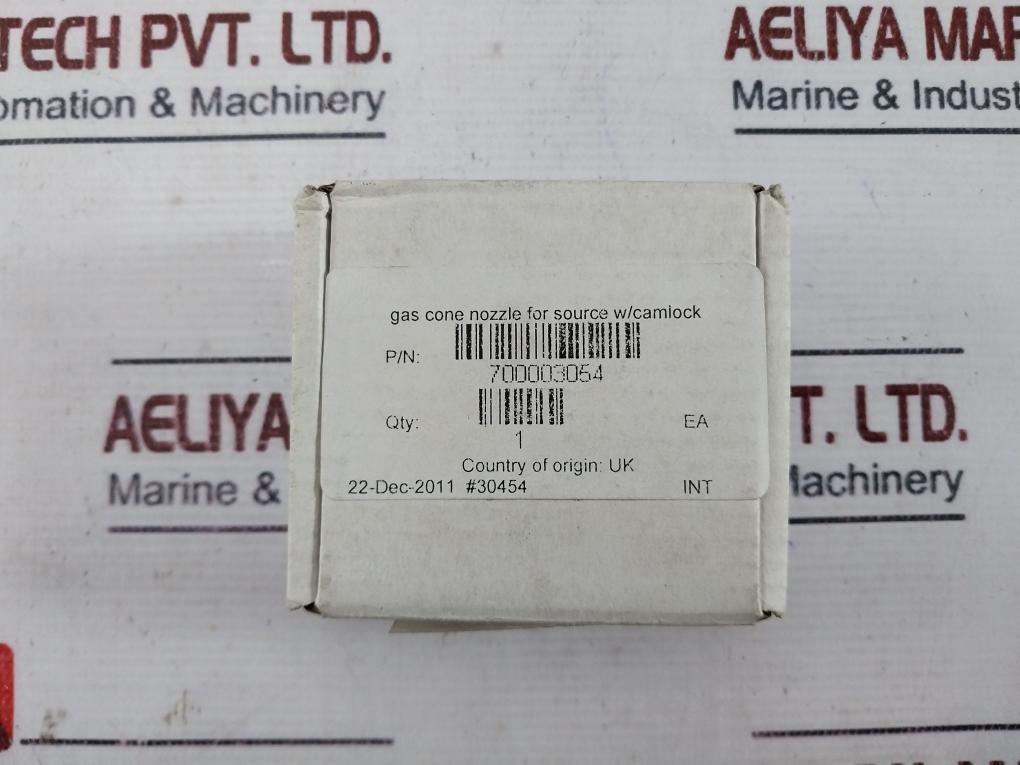 TECH PVT. LTD.
omation & Machinery
AELIYA MAR
Marine & Indust
gas cone nozzle for source w/camlock
P/N:
700003054
Qty:
1
EA
Country of origin: UK
22-Dec-2011 #30454
INT
AELIYA
Marine &
T. LTD.
Machinery